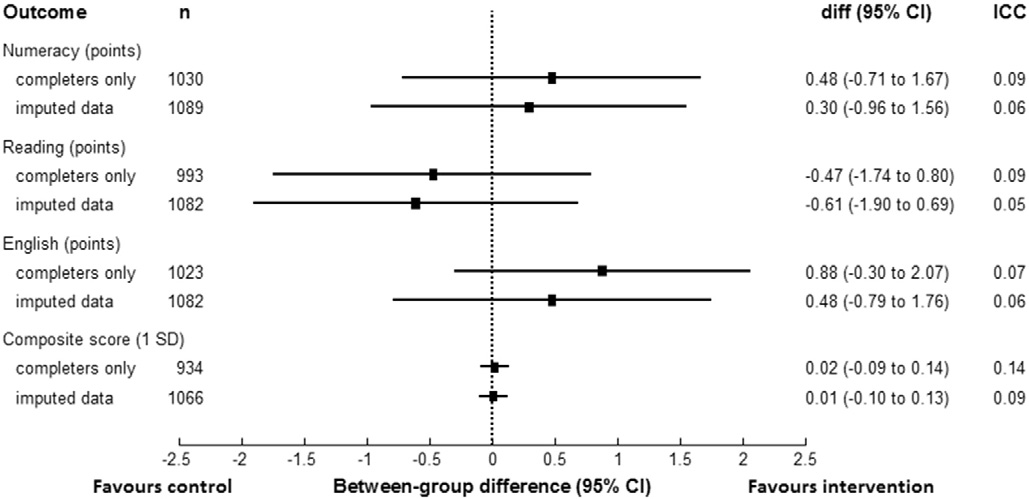 Outcome n diff (95% CI) ICC
Numeracy (points)
completers only 1030 0.48 (-0.71 to 1.67) 0.09
imputed data 1089 0.30 (-0.96 to 1.56) 0.06
Reading (points)
completers only 993 -0.47 (-1.74 to 0.80) 0.09
imputed data 1082 -0.61 (-1.90 to 0.69) 0.05
English (points)
completers only 1023 0.88 (-0.30 to 2.07) 0.07
imputed data 1082 0.48 (-0.79 to 1.76) 0.06
Composite score (1 SD)
completers only 934 0.02 (-0.09 to 0.14) 0.14
imputed data 1066 0.01 (-0.10 to 0.13) 0.09
-2.5 -2 -1.5 -1 -0.5 0 0.5 1 1.5 2 2.5
Favours control Between-group difference (95% CI) Favours intervention